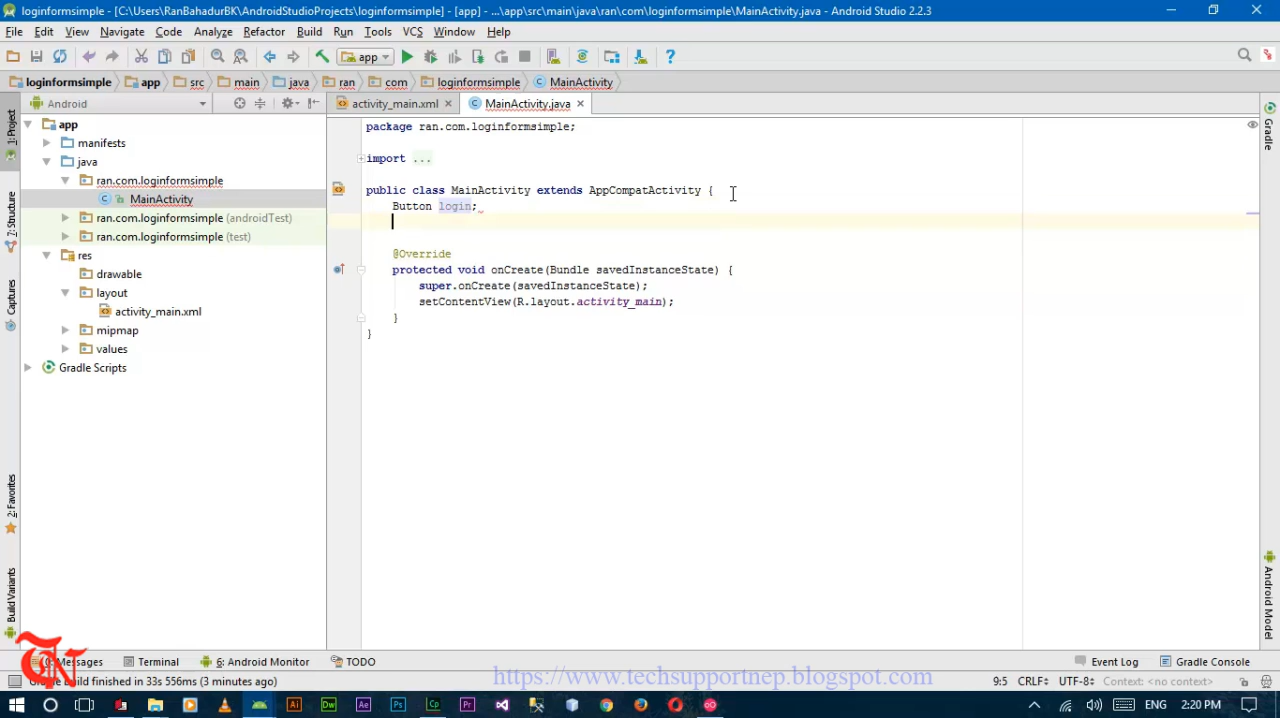 loginformsimple - [C:\Users\RanBahadurBK\AndroidStudioProjects\loginformsimple] - [app] - ...\app\src\main\java\ran\com\loginformsimple\MainActivity.java - Android Studio 2.2.3
File Edit View Navigate Code Analyze Refactor Build Run Tools VCS Window Help
app
loginformsimple app src main java ran com loginformsimple MainActivity
Android
activity_main.xml MainActivity.java
1: Project
2: Structure
Captures
2: Favorites
Build Variants
app
manifests
java
ran.com.loginformsimple
MainActivity
ran.com.loginformsimple (androidTest)
ran.com.loginformsimple (test)
res
drawable
layout
activity_main.xml
mipmap
values
Gradle Scripts
package ran.com.loginformsimple;
import ...
public class MainActivity extends AppCompatActivity {
Button login;
@Override
protected void onCreate(Bundle savedInstanceState) {
super.onCreate(savedInstanceState);
setContentView(R.layout.activity_main);
}
}
Gradle
Android Model
Messages Terminal 6: Android Monitor TODO Event Log Gradle Console
https://www.techsupportnep.blogspot.com
build finished in 33s 556ms (3 minutes ago) 9:5 CRLF UTF-8 Context: <no context>
Ai Dw Ae Ps Cp Pr ENG 2:20 PM